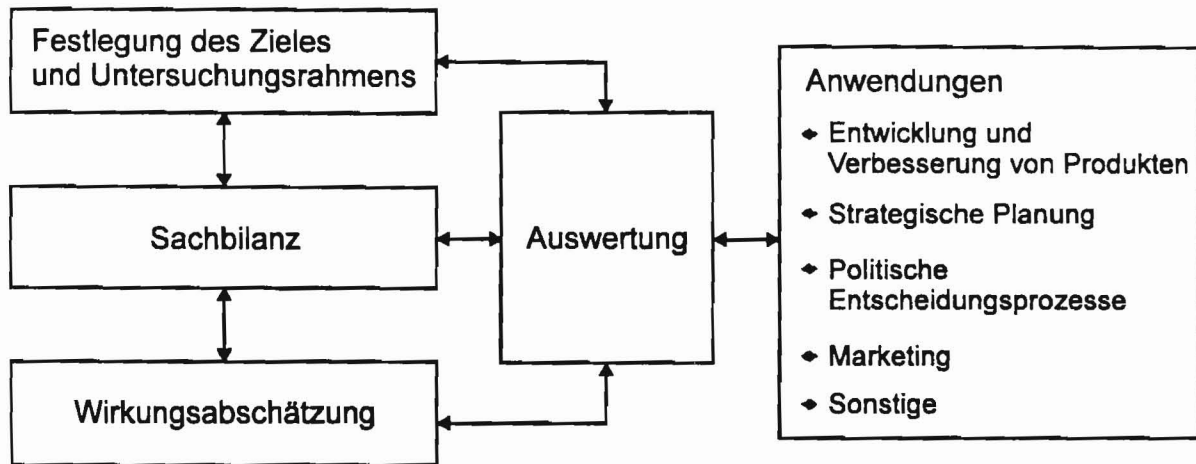 Festlegung des Zieles
und Untersuchungsrahmens
Sachbilanz
Wirkungsabschätzung
Auswertung
Anwendungen
Entwicklung und
Verbesserung von Produkten
Strategische Planung
Politische
Entscheidungsprozesse
Marketing
Sonstige